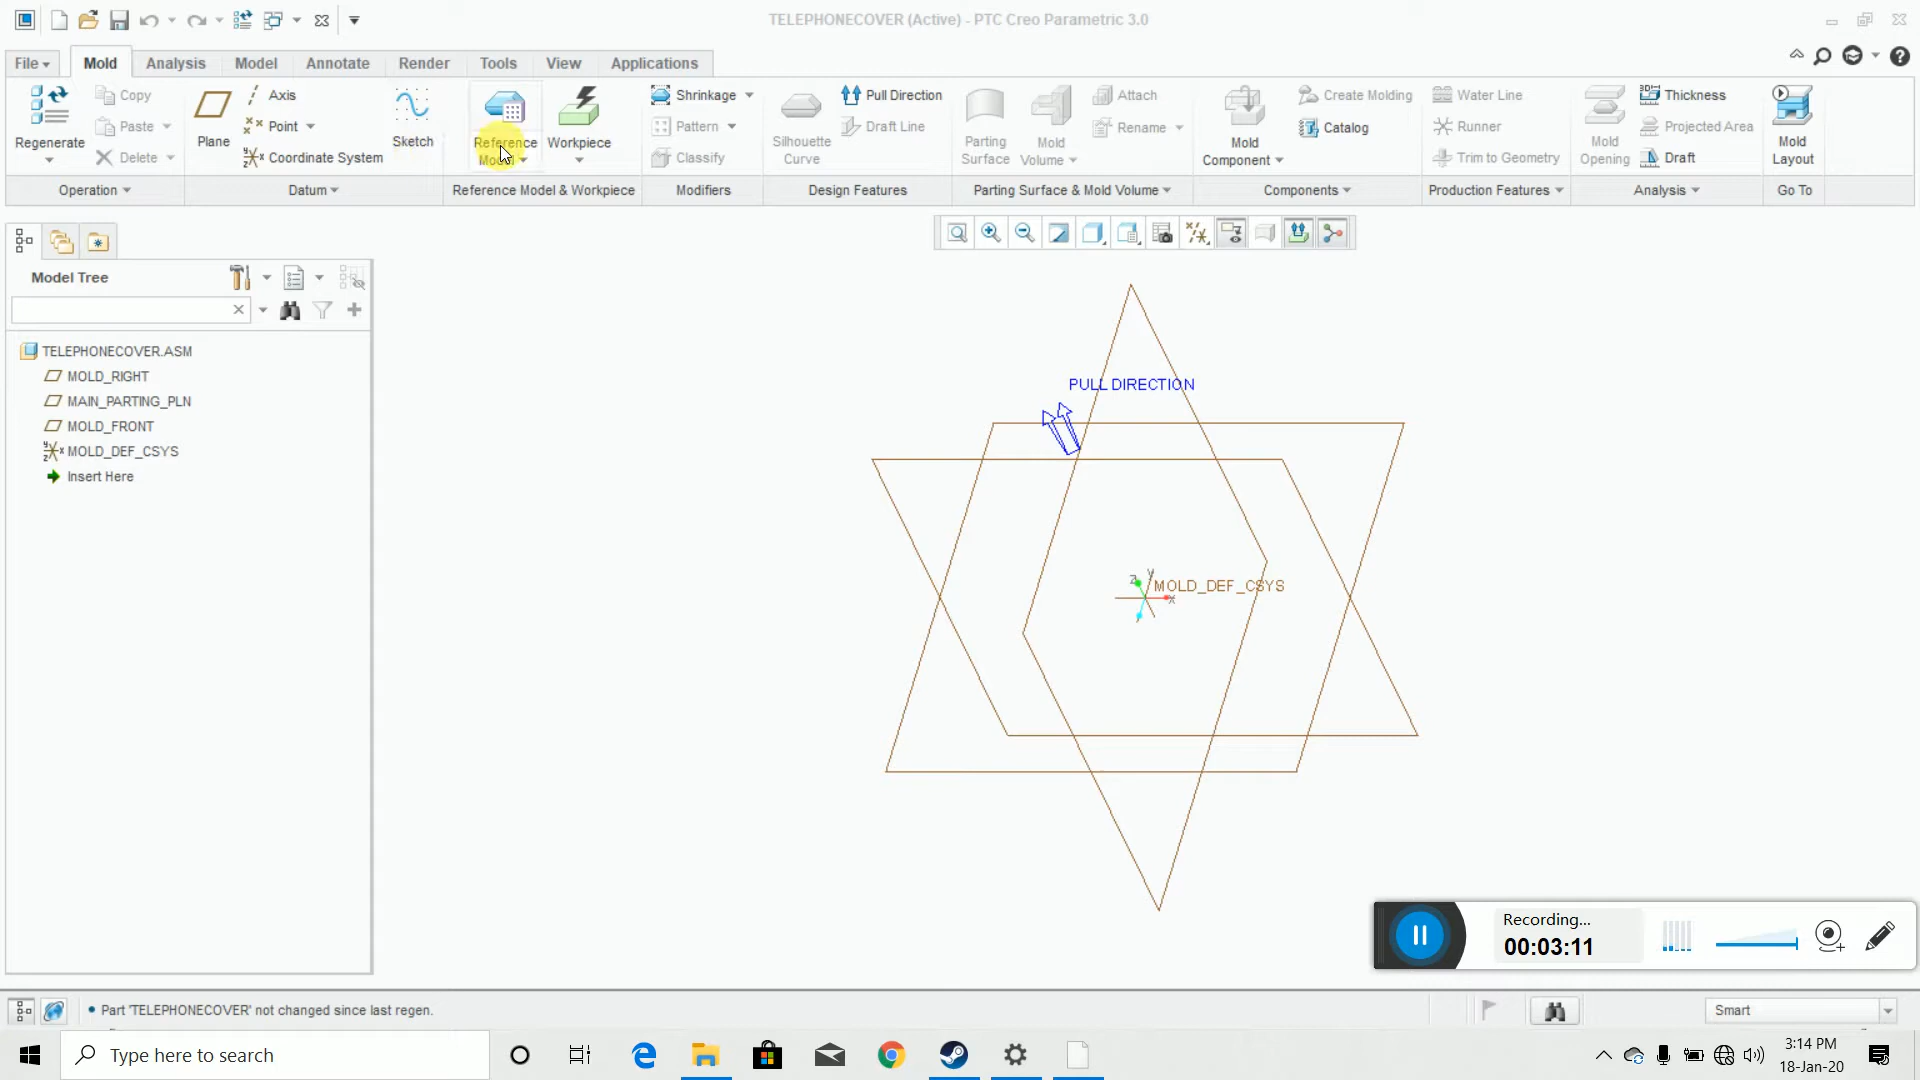 TELEPHONECOVER (Active) - PTC Creo Parametric 3.0
File
Mold
Analysis
Model
Annotate
Render
Tools
View
Applications
Regenerate
Copy
Paste
Delete
Operation
Plane
Axis
Point
Coordinate System
Sketch
Datum
Reference
Model
Workpiece
Reference Model & Workpiece
Shrinkage
Pattern
Classify
Modifiers
Silhouette
Curve
Pull Direction
Draft Line
Design Features
Parting
Surface
Mold
Volume
Attach
Rename
Parting Surface & Mold Volume
Mold
Component
Create Molding
Catalog
Components
Water Line
Runner
Trim to Geometry
Production Features
Mold
Opening
Thickness
Projected Area
Draft
Analysis
Mold
Layout
Go To
Model Tree
TELEPHONECOVER.ASM
MOLD_RIGHT
MAIN_PARTING_PLN
MOLD_FRONT
MOLD_DEF_CSYS
Insert Here
PULL DIRECTION
MOLD_DEF_CSYS
Z
Y
X
Recording...
00:03:11
Part 'TELEPHONECOVER' not changed since last regen.
Smart
Type here to search
3:14 PM
18-Jan-20